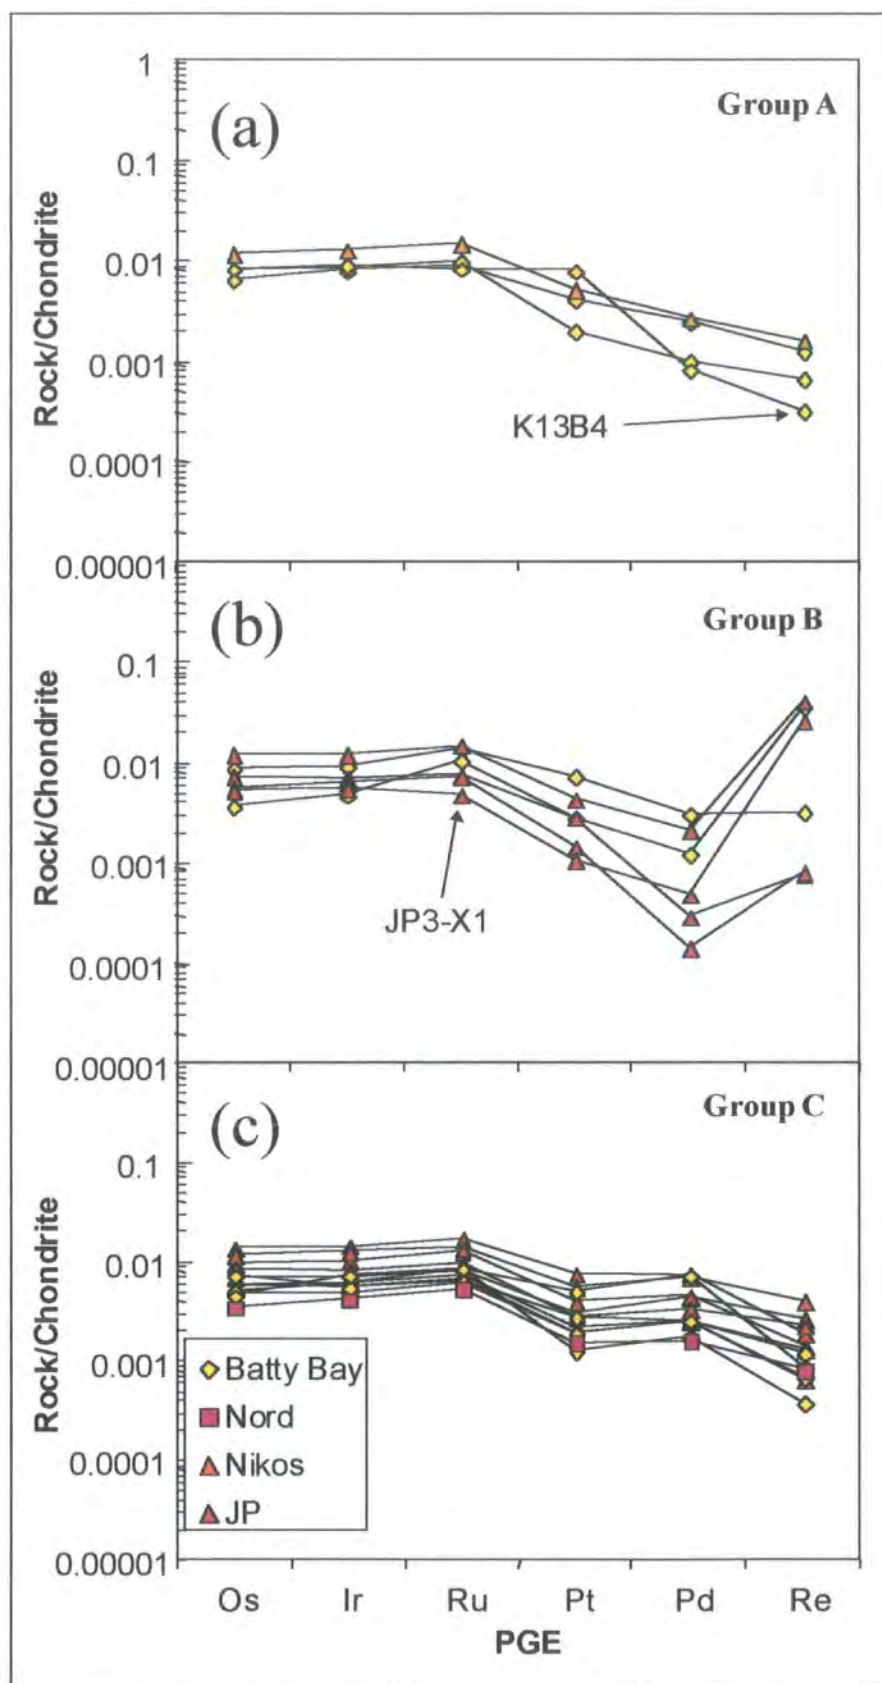 1
(a)
Group A
0.1
0.01
0.001
K13B4
0.0001
0.00001
Rock/Chondrite
(b)
Group B
0.1
0.01
0.001
JP3-X1
0.0001
0.00001
Rock/Chondrite
(c)
Group C
0.1
0.01
0.001
0.0001
0.00001
Rock/Chondrite
Batty Bay
Nord
Nikos
JP
Os Ir Ru Pt Pd Re
PGE